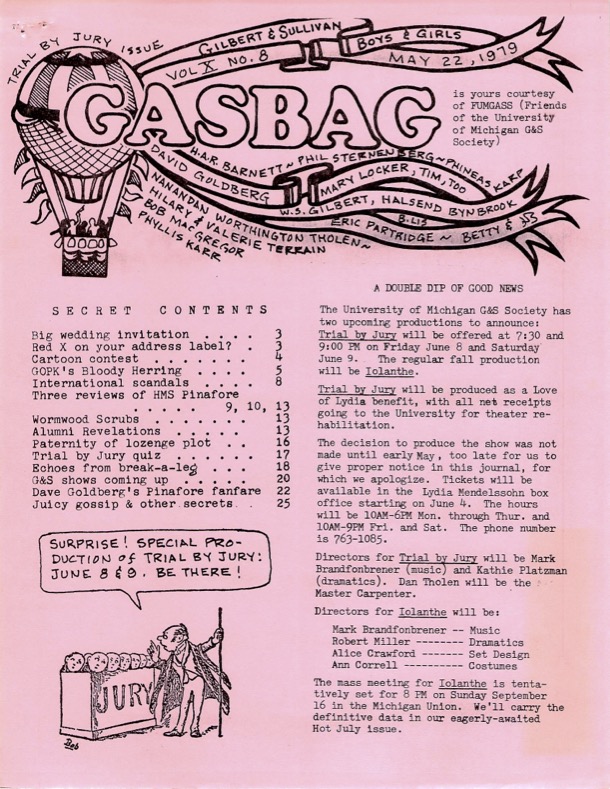 TRIAL BY JURY ISSUE
GILBERT & SULLIVAN BOYS & GIRLS
VOL X NO. 8 MAY 22, 1979
GASBAG
is yours courtesy
of FUMGASS (Friends
of the University
of Michigan G&S
Society)
H.A.R. BARNETT ~ PHIL STERNENBERG ~ PHINEAS KARP
DAVID GOLDBERG MARY LOCKER, TIM, TOO
W.S. GILBERT, HALSEND BYNBROOK
NANANDAN WORTHINGTON THOLEN ~ B. LIS
ERIC PARTRIDGE ~ BETTY &
HILARY & VALERIE TERRAIN
BOB MACGREGOR
PHYLLIS KARR
SECRET CONTENTS
Big wedding invitation . . . . 3
Red X on your address label? . 3
Cartoon contest . . . . . . . 4
GOPK's Bloody Herring . . . . 5
International scandals . . . . 8
Three reviews of HMS Pinafore
. . . . . . 9, 10, 13
Wormwood Scrubs . . . . . . . 13
Alumni Revelations . . . . . . 13
Paternity of lozenge plot . . 16
Trial by Jury quiz . . . . . 17
Echoes from break-a-leg . . . 18
G&S shows coming up . . . . . 20
Dave Goldberg's Pinafore fanfare 22
Juicy gossip & other secrets. . 25
SURPRISE! SPECIAL PRO-
DUCTION OF TRIAL BY JURY:
JUNE 8 & 9. BE THERE!
JURY
Deb
A DOUBLE DIP OF GOOD NEWS
The University of Michigan G&S Society has
two upcoming productions to announce:
Trial by Jury will be offered at 7:30 and
9:00 PM on Friday June 8 and Saturday
June 9. The regular fall production
will be Iolanthe.
Trial by Jury will be produced as a Love
of Lydia benefit, with all net receipts
going to the University for theater re-
habilitation.
The decision to produce the show was not
made until early May, too late for us to
give proper notice in this journal, for
which we apologize. Tickets will be
available in the Lydia Mendelssohn box
office starting on June 4. The hours
will be 10AM-6PM Mon. through Thur. and
10AM-9PM Fri. and Sat. The phone number
is 763-1085.
Directors for Trial by Jury will be Mark
Brandfonbrener (music) and Kathie Platzman
(dramatics). Dan Tholen will be the
Master Carpenter.
Directors for Iolanthe will be:
Mark Brandfonbrener -- Music
Robert Miller -------- Dramatics
Alice Crawford ------ Set Design
Ann Correll --------- Costumes
The mass meeting for Iolanthe is tenta-
tively set for 8 PM on Sunday September
16 in the Michigan Union. We'll carry the
definitive data in our eagerly-awaited
Hot July issue.